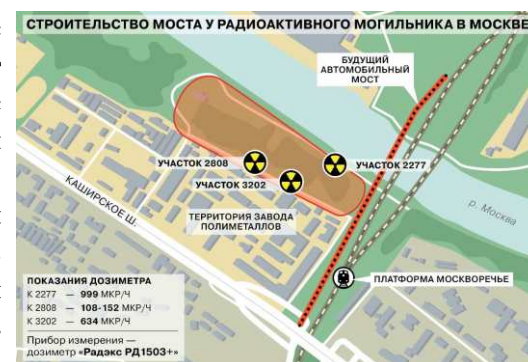 СТРОИТЕЛЬСТВО МОСТА У РАДИОАКТИВНОГО МОГИЛЬНИКА В МОСКВЕ
БУДУЩИЙ
АВТОМОБИЛЬНЫЙ
МОСТ
УЧАСТОК 2808
УЧАСТОК 2277
УЧАСТОК 3202
КАШИРСКОЕ Ш.
ТЕРРИТОРИЯ ЗАВОДА
ПОЛИМЕТАЛЛОВ
р. Москва
ПЛАТФОРМА МОСКВОРЕЧЬЕ
ПОКАЗАНИЯ ДОЗИМЕТРА
К 2277 — 999 МКР/Ч
К 2808 — 108-152 МКР/Ч
К 3202 — 634 МКР/Ч
Прибор измерения —
дозиметр «Радэкс РД1503+»